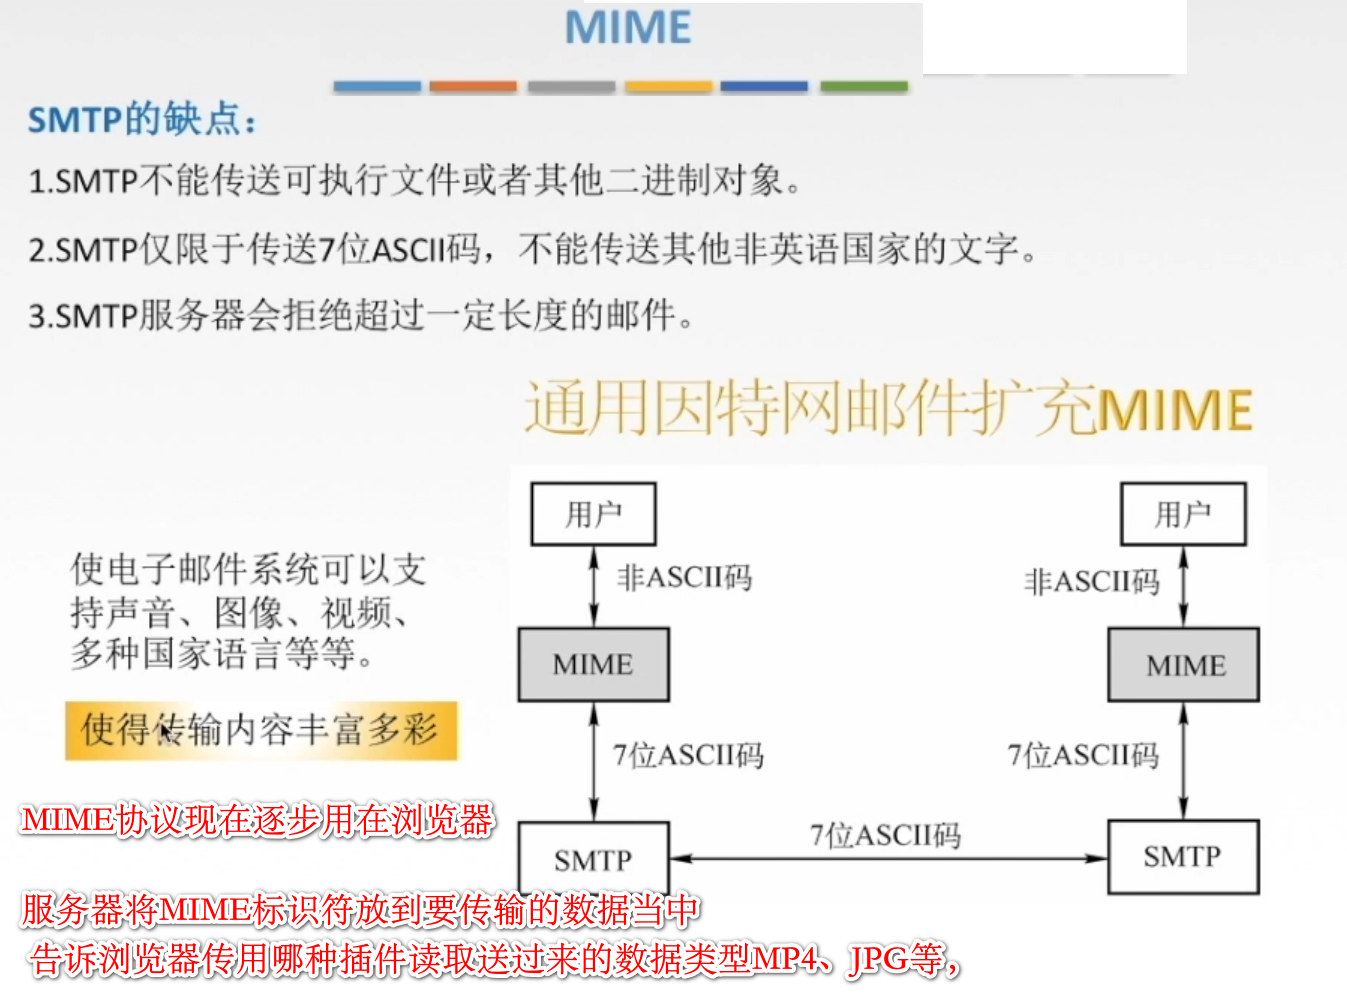 MIME
SMTP的缺点：
1.SMTP不能传送可执行文件或者其他二进制对象。
2.SMTP仅限于传送7位ASCII码，不能传送其他非英语国家的文字。
3.SMTP服务器会拒绝超过一定长度的邮件。
通用因特网邮件扩充MIME
用户
用户
非ASCII码
非ASCII码
使电子邮件系统可以支
持声音、图像、视频、
多种国家语言等等。
MIME
MIME
使得传输内容丰富多彩
7位ASCII码
7位ASCII码
MIME协议现在逐步用在浏览器
7位ASCII码
SMTP
SMTP
服务器将MIME标识符放到要传输的数据当中
告诉浏览器传用哪种插件读取送过来的数据类型MP4、JPG等，